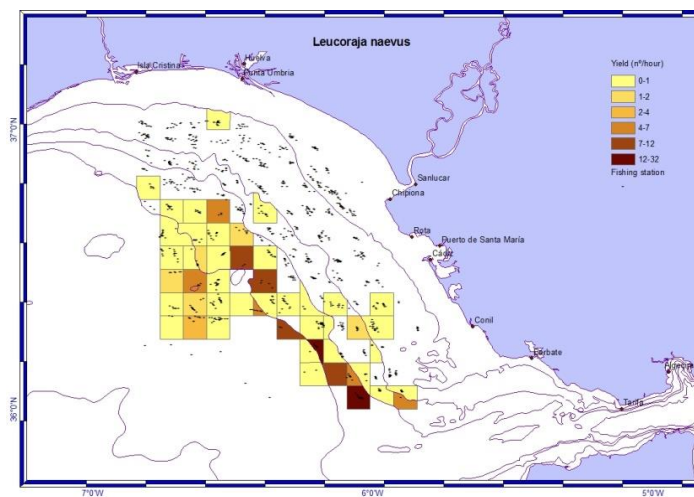 Leucoraja naevus
Huelva
Isla Cristina
Punta Umbria
Yield (nº/hour)
0-1
1-2
2-4
4-7
7-12
12-32
Fishing station
37°0'N
Sanlucar
Chipiona
Rota
Puerto de Santa María
Cádiz
Conil
Barbate
Algeciras
Tarifa
36°0'N
7°0'W
6°0'W
5°0'W